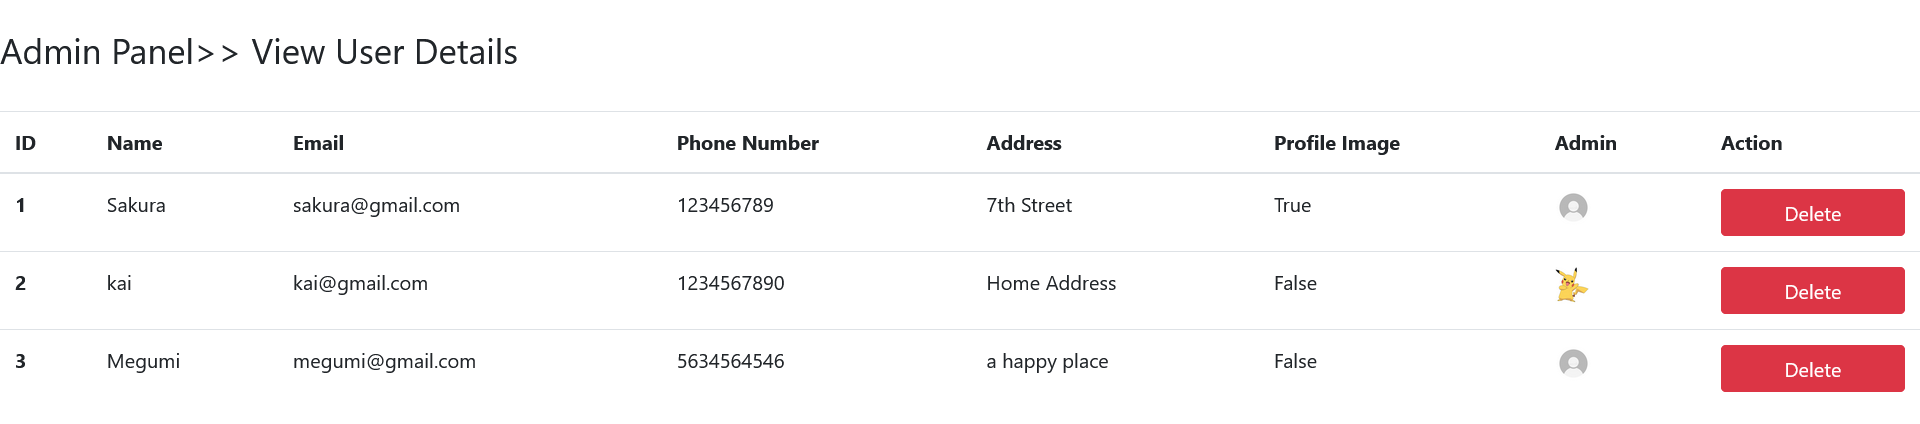 Admin Panel>> View User Details
ID Name Email Phone Number Address Profile Image Admin Action
1 Sakura sakura@gmail.com 123456789 7th Street True Delete
2 kai kai@gmail.com 1234567890 Home Address False Delete
3 Megumi megumi@gmail.com 5634564546 a happy place False Delete